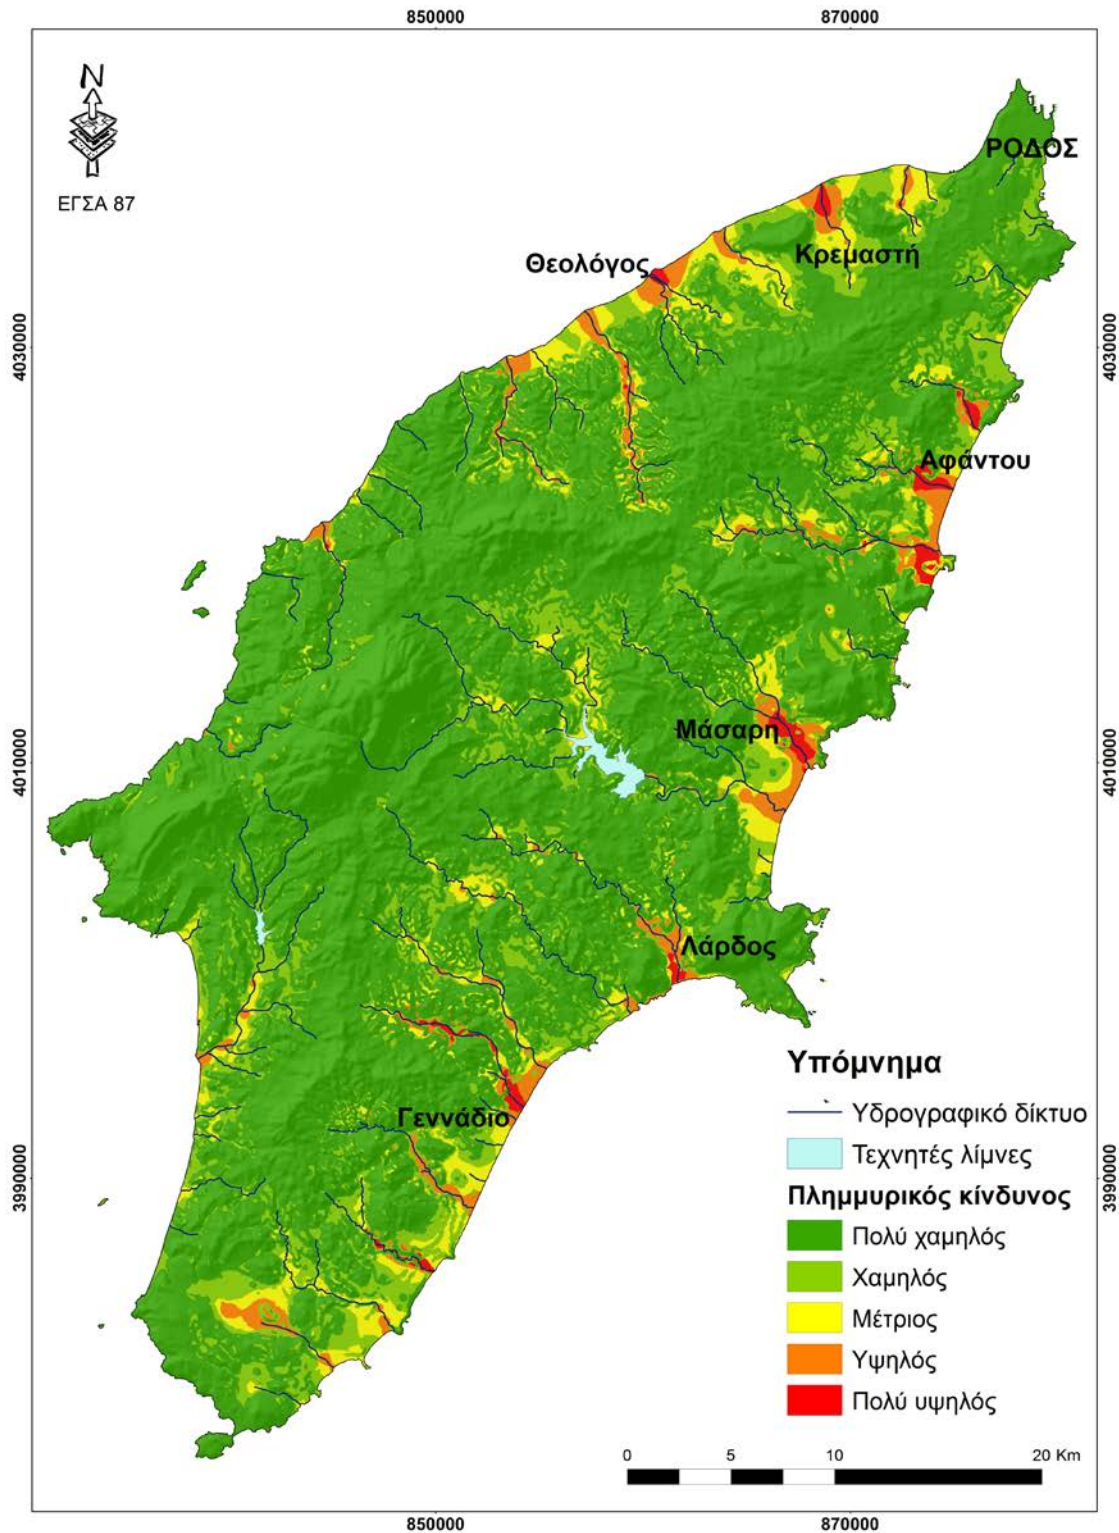 850000 870000
N
ΕΓΣΑ 87
ΡΟΔΟΣ
Κρεμαστή
Θεολόγος
4030000 4030000
Αφάντου
Μάσαρη
4010000 4010000
Λάρδος
Γεννάδιο
3990000 3990000
Υπόμνημα
Υδρογραφικό δίκτυο
Τεχνητές λίμνες
Πλημμυρικός κίνδυνος
Πολύ χαμηλός
Χαμηλός
Μέτριος
Υψηλός
Πολύ υψηλός
0 5 10 20 Km
850000 870000